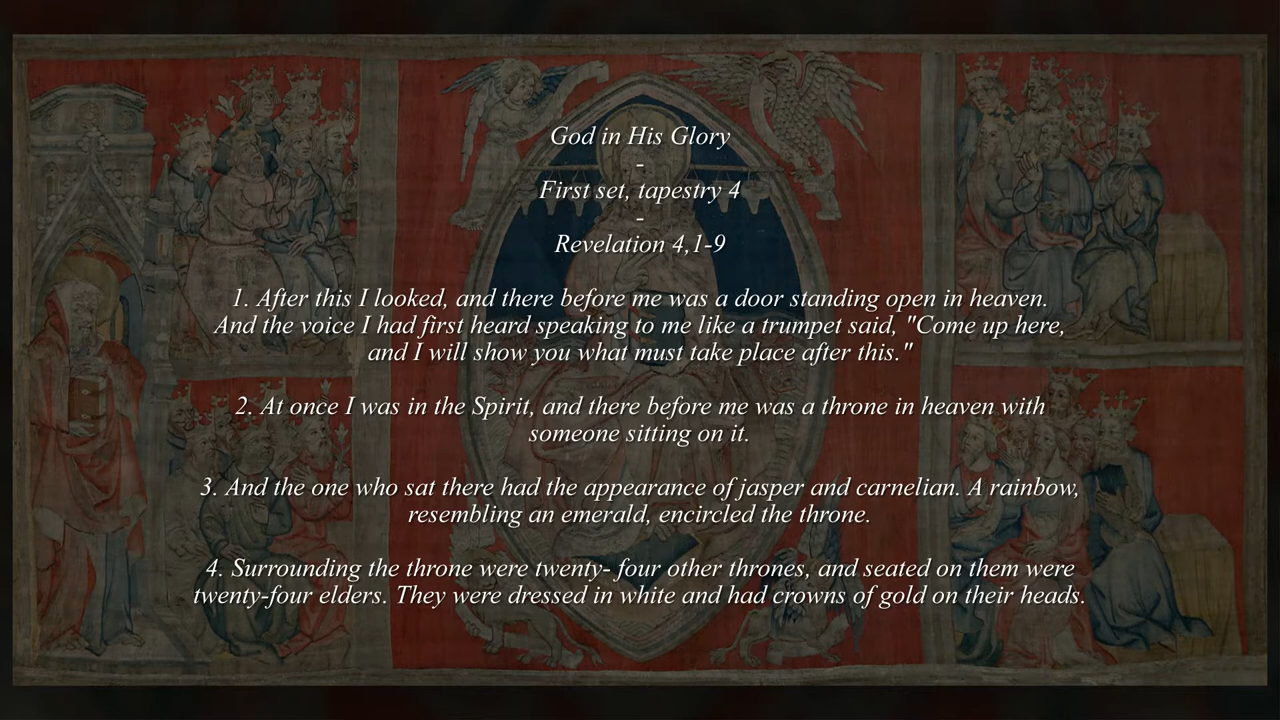 God in His Glory
-
First set, tapestry 4
-
Revelation 4,1-9
1. After this I looked, and there before me was a door standing open in heaven.
And the voice I had first heard speaking to me like a trumpet said, "Come up here,
and I will show you what must take place after this."
2. At once I was in the Spirit, and there before me was a throne in heaven with
someone sitting on it.
3. And the one who sat there had the appearance of jasper and carnelian. A rainbow,
resembling an emerald, encircled the throne.
4. Surrounding the throne were twenty- four other thrones, and seated on them were
twenty-four elders. They were dressed in white and had crowns of gold on their heads.